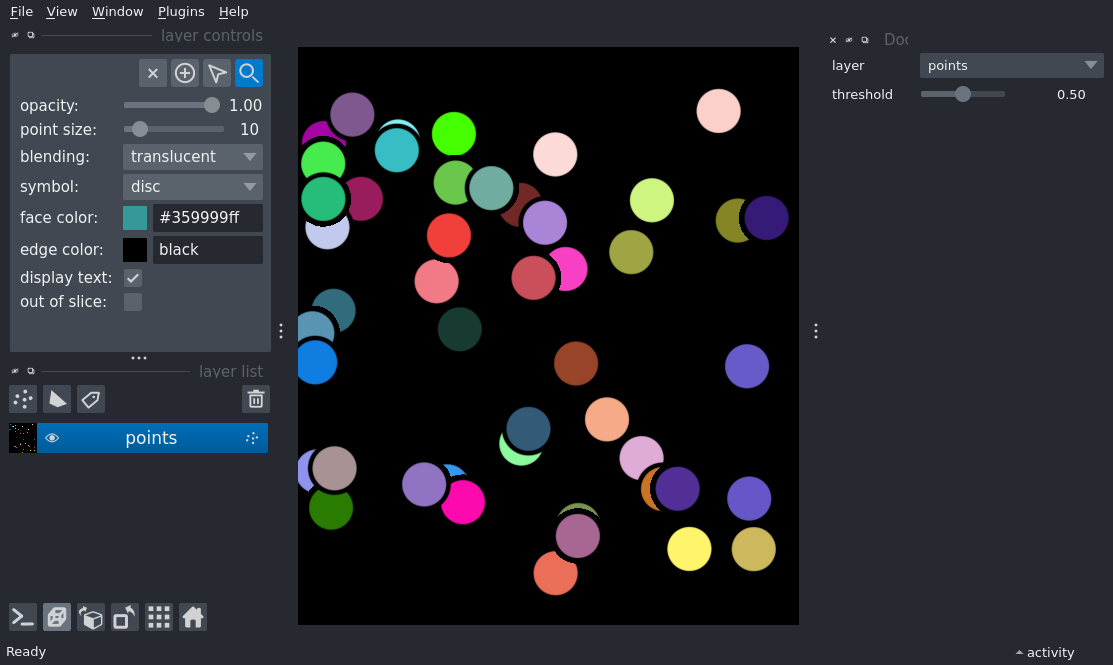 File View Window Plugins Help
layer controls
opacity: 1.00
point size: 10
blending: translucent
symbol: disc
face color: #359999ff
edge color: black
display text:
out of slice:
layer list
points
Doc
layer points
threshold 0.50
Ready
activity